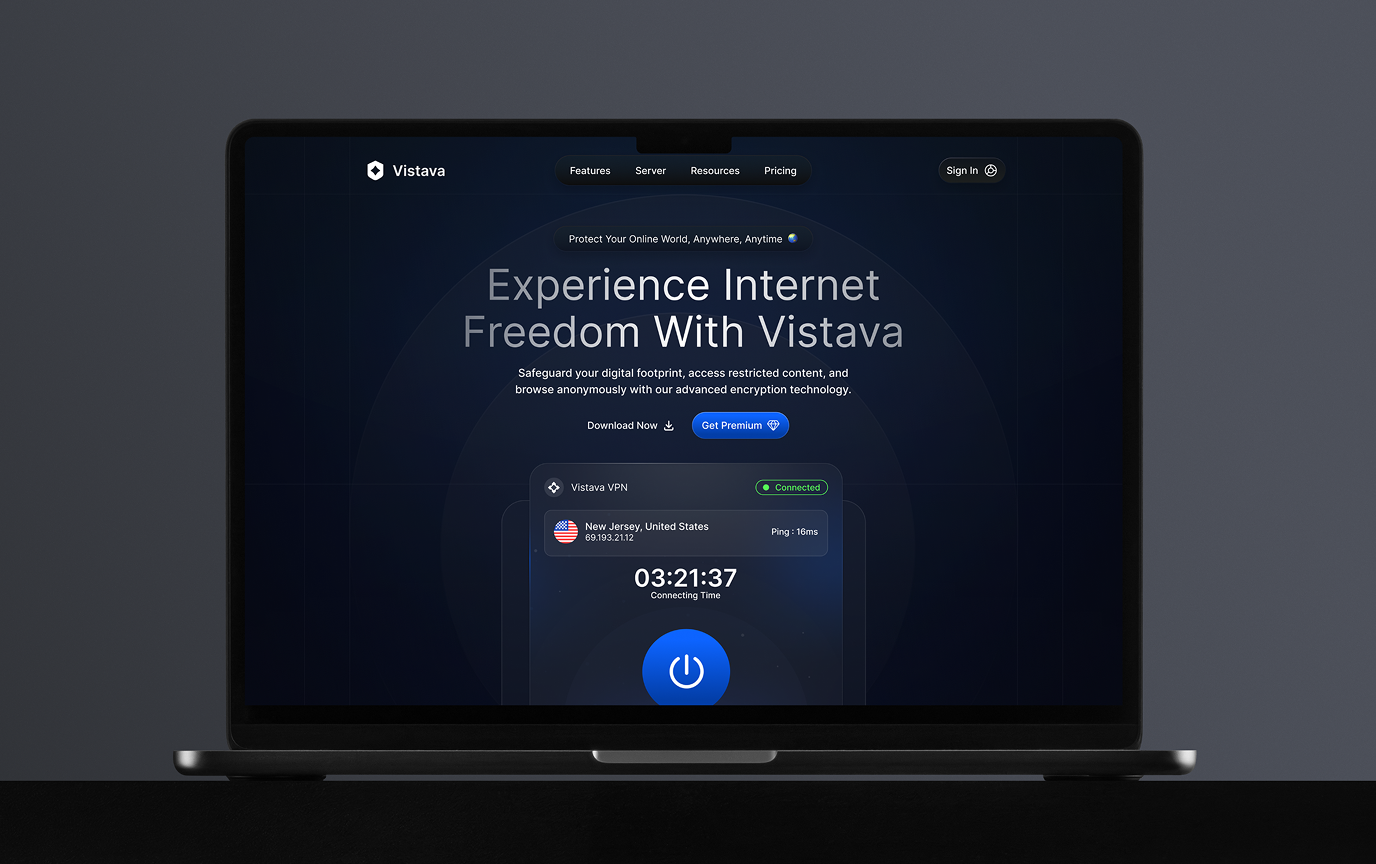 Vistava
Features
Server
Resources
Pricing
Sign In
Protect Your Online World, Anywhere, Anytime
Experience Internet
Freedom With Vistava
Safeguard your digital footprint, access restricted content, and
browse anonymously with our advanced encryption technology.
Download Now
Get Premium
Vistava VPN
Connected
New Jersey, United States
69.193.21.12
Ping : 16ms
03:21:37
Connecting Time